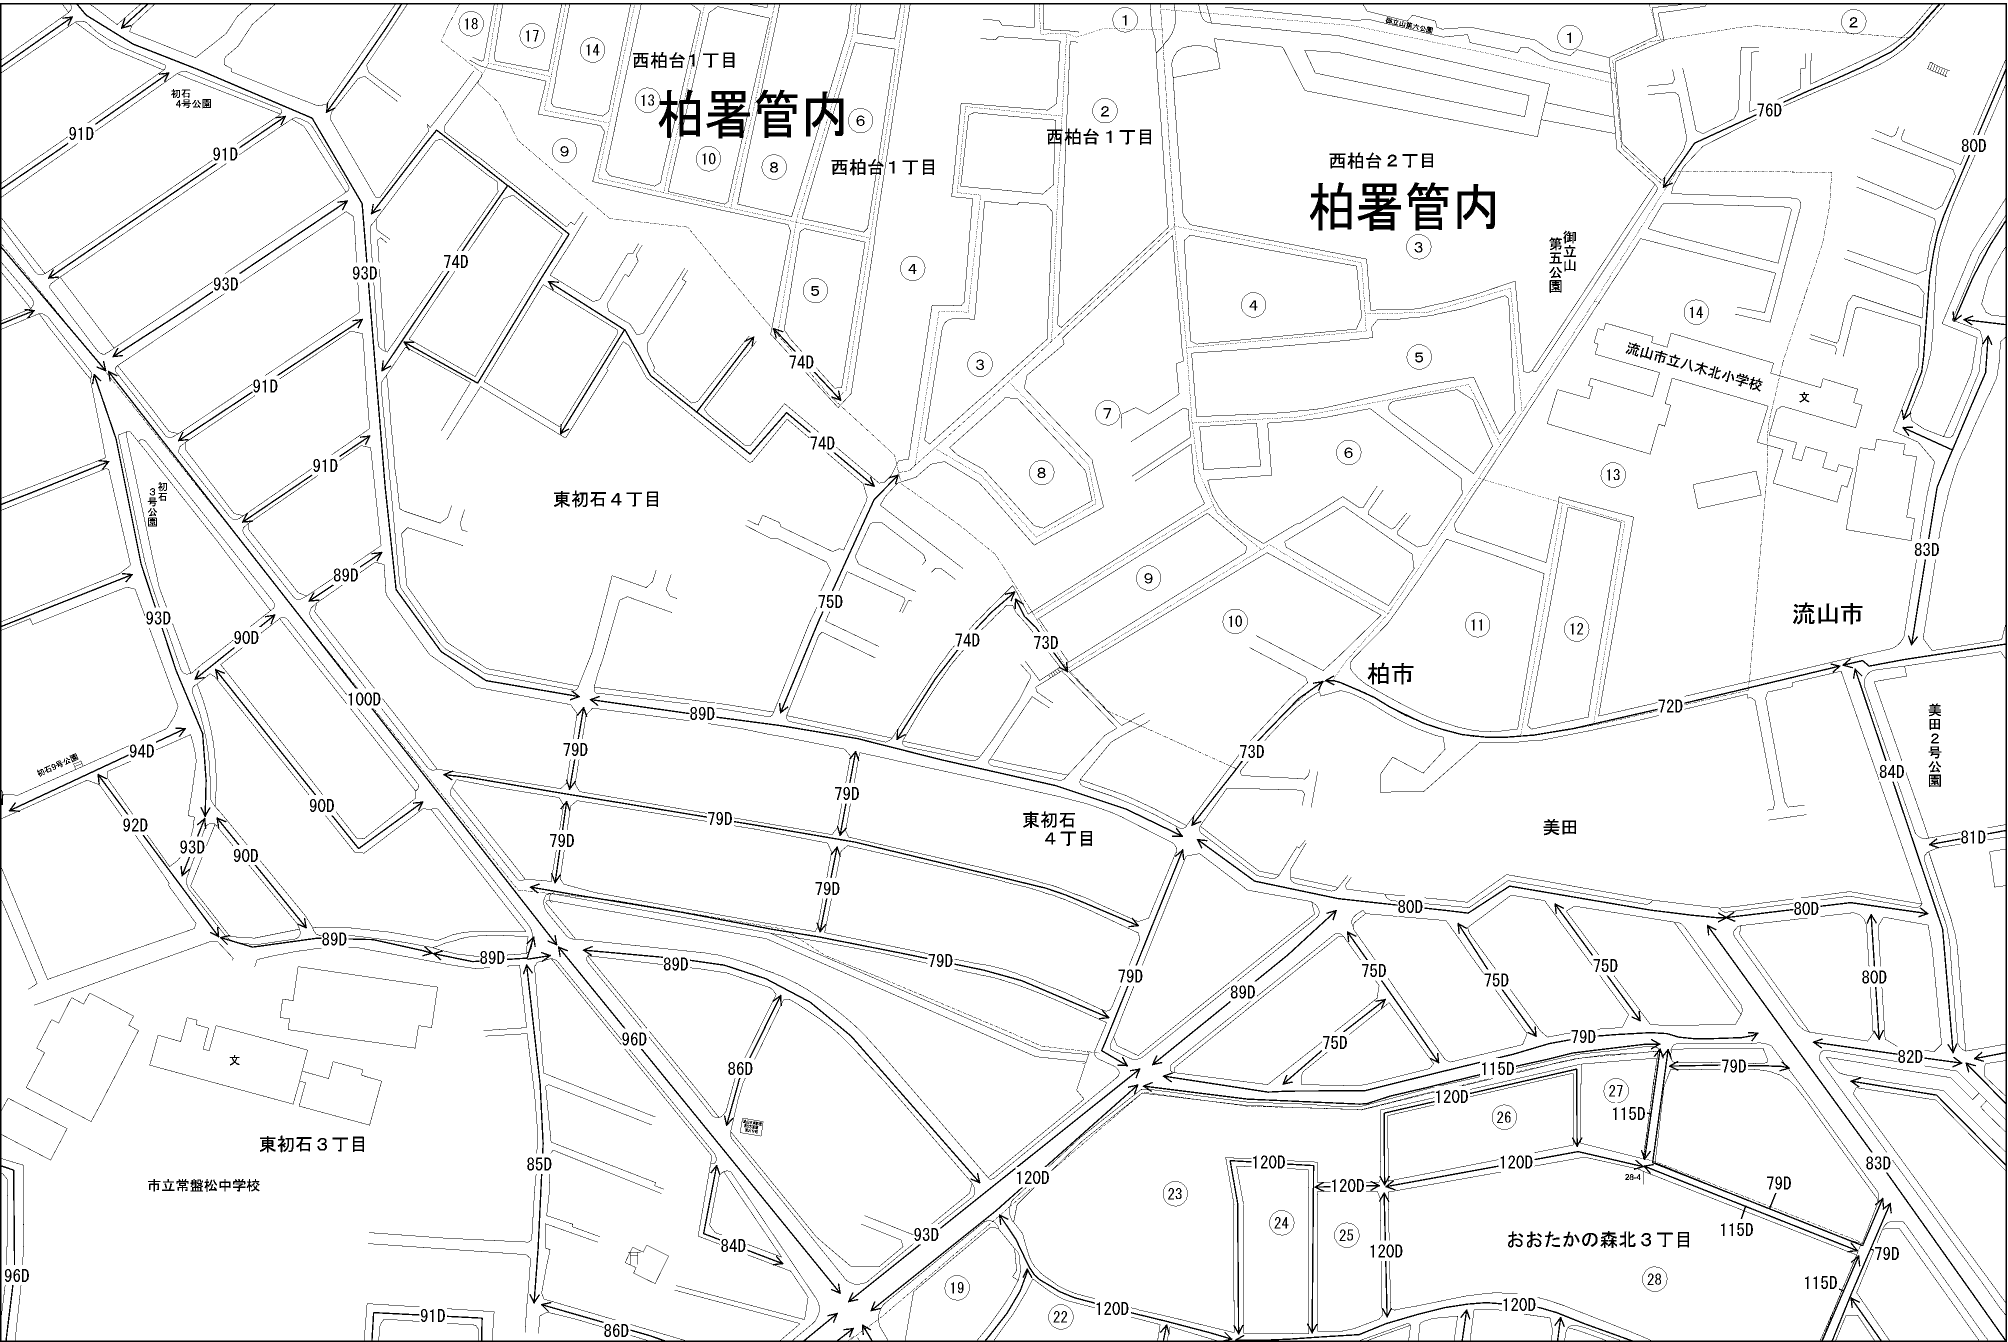 18
17
14
西柏台１丁目
13
柏署管内
1
2
西柏台１丁目
6
西柏台１丁目
9
10
8
5
4
3
御立山第六公園
1
2
76D
80D
西柏台２丁目
柏署管内
3
御立山
第五公園
4
5
14
流山市立八木北小学校
文
13
初石
4号公園
91D
91D
93D
93D
74D
91D
91D
74D
74D
7
8
6
初石
３号公園
東初石４丁目
89D
93D
90D
75D
74D
73D
9
10
11
12
83D
流山市
柏市
100D
89D
79D
73D
72D
美田２号公園
84D
初石9号公園
94D
92D
93D
90D
90D
79D
79D
79D
79D
東初石
４丁目
美田
81D
80D
80D
89D
89D
89D
79D
79D
89D
75D
75D
75D
80D
文
96D
86D
75D
79D
115D
79D
82D
120D
26
27
115D
東初石３丁目
市立常盤松中学校
85D
120D
23
120D
120D
120D
28-4
79D
83D
96D
84D
93D
24
25
120D
115D
おおたかの森北３丁目
79D
28
115D
19
22
120D
120D
91D
86D